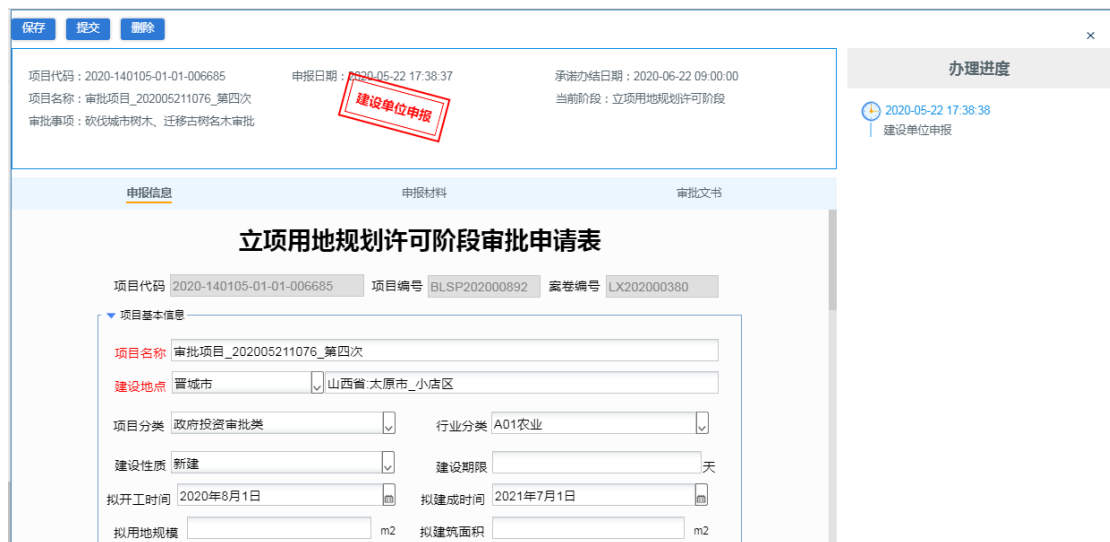 保存 提交 删除
×
项目代码：2020-140105-01-01-006685 申报日期：2020-05-22 17:38:37 承诺办结日期：2020-06-22 09:00:00
项目名称：审批项目_202005211076_第四次 当前阶段：立项用地规划许可阶段
审批事项：砍伐城市树木、迁移古树名木审批
建设单位申报
办理进度
2020-05-22 17:38:38
建设单位申报
申报信息 申报材料 审批文书
立项用地规划许可阶段审批申请表
项目代码 2020-140105-01-01-006685 项目编号 BLSP202000892 案卷编号 LX202000380
项目基本信息
项目名称 审批项目_202005211076_第四次
建设地点 晋城市 山西省:太原市_小店区
项目分类 政府投资审批类 行业分类 A01农业
建设性质 新建 建设期限 天
拟开工时间 2020年8月1日 拟建成时间 2021年7月1日
拟用地规模 m2 拟建筑面积 m2